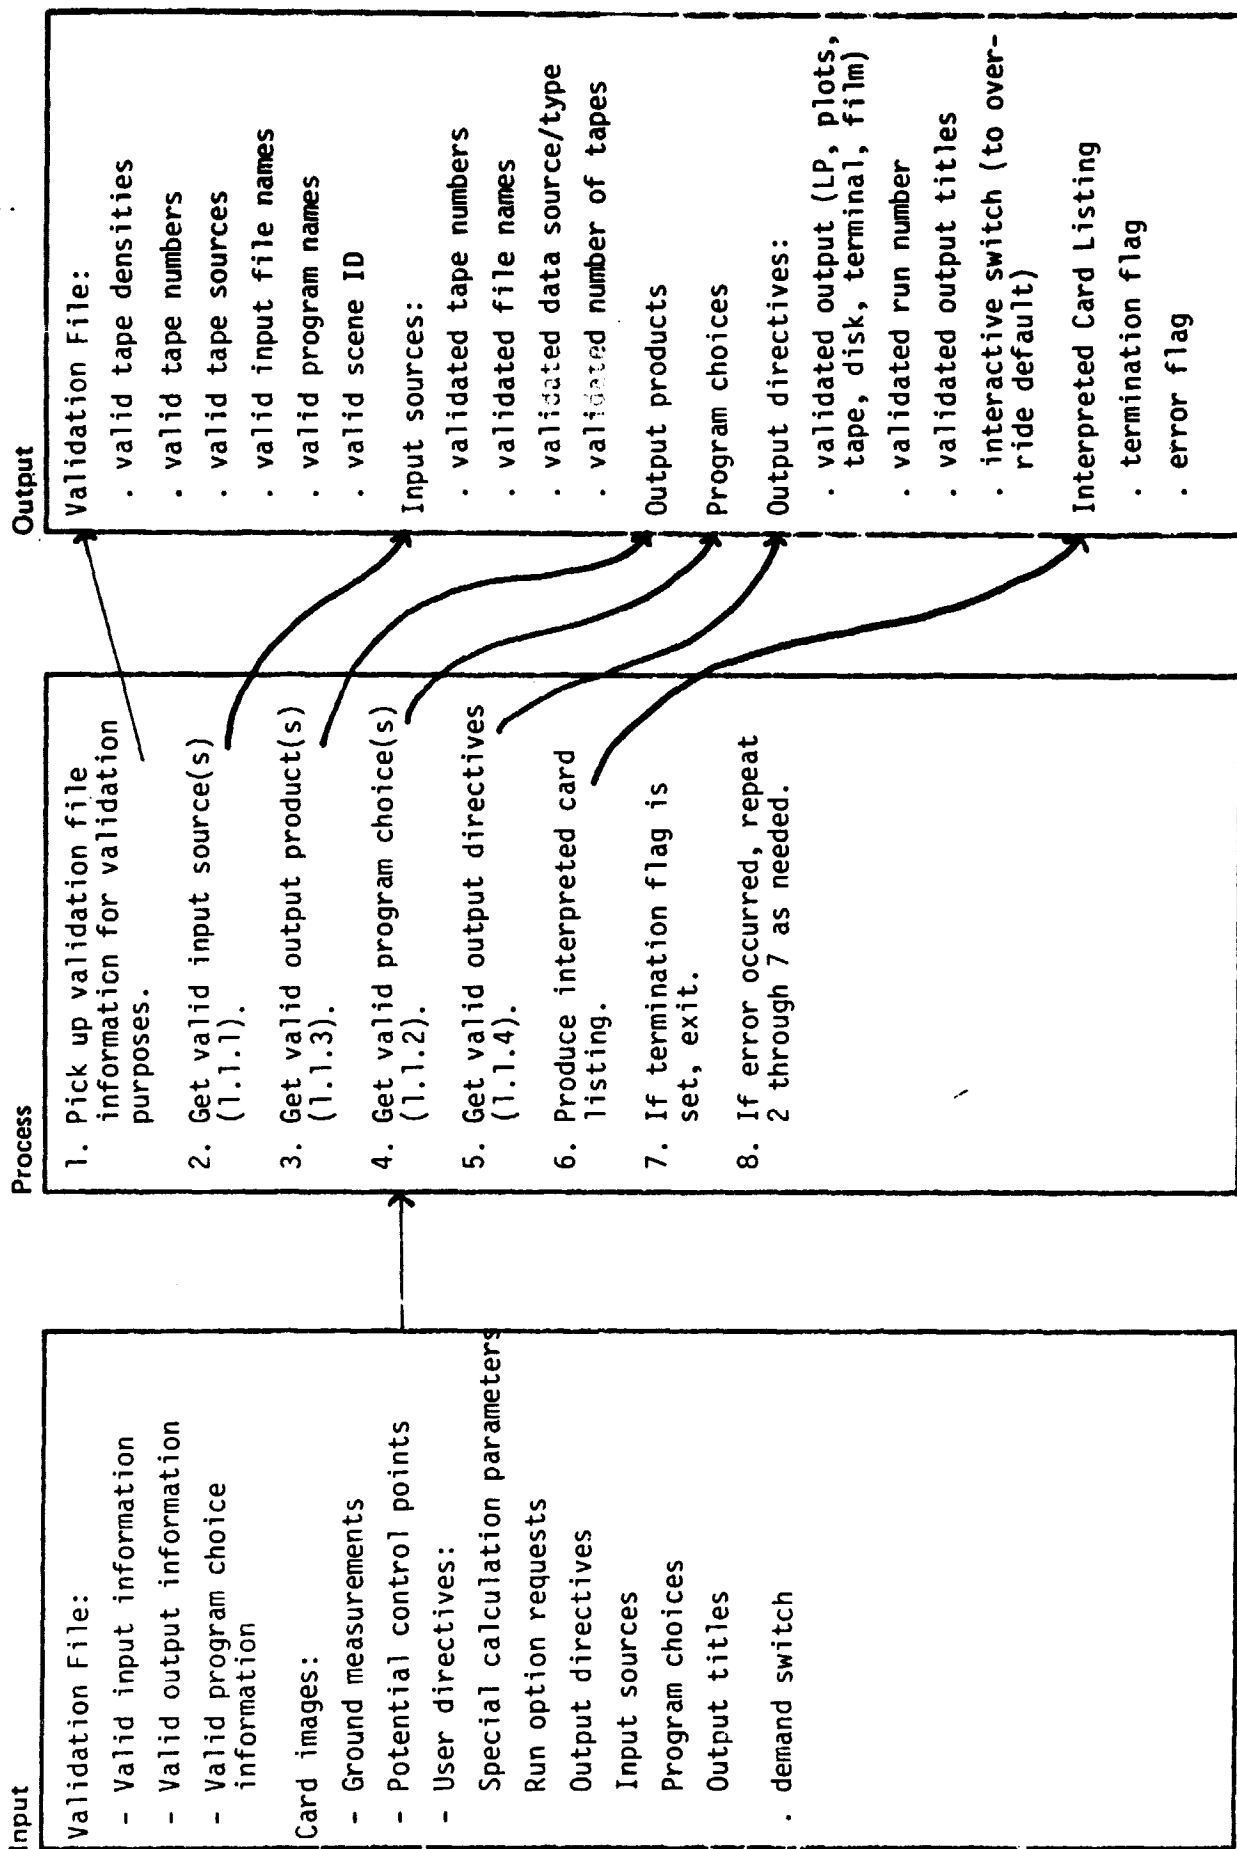 Input
Validation File:
- Valid input information
- Valid output information
- Valid program choice
information
Card images:
- Ground measurements
- Potential control points
- User directives:
Special calculation parameters
Run option requests
Output directives
Input sources
Program choices
Output titles
. demand switch
Process
1. Pick up validation file
information for validation
purposes.
2. Get valid input source(s)
(1.1.1).
3. Get valid output product(s)
(1.1.3).
4. Get valid program choice(s)
(1.1.2).
5. Get valid output directives
(1.1.4).
6. Produce interpreted card
listing.
7. If termination flag is
set, exit.
8. If error occurred, repeat
2 through 7 as needed.
Output
Validation File:
. valid tape densities
. valid tape numbers
. valid tape sources
. valid input file names
. valid program names
. valid scene ID
Input sources:
. validated tape numbers
. validated file names
. validated data source/type
. validated number of tapes
Output products
Program choices
Output directives:
. validated output (LP, plots,
tape, disk, terminal, film)
. validated run number
. validated output titles
. interactive switch (to over-
ride default)
Interpreted Card Listing
. termination flag
. error flag